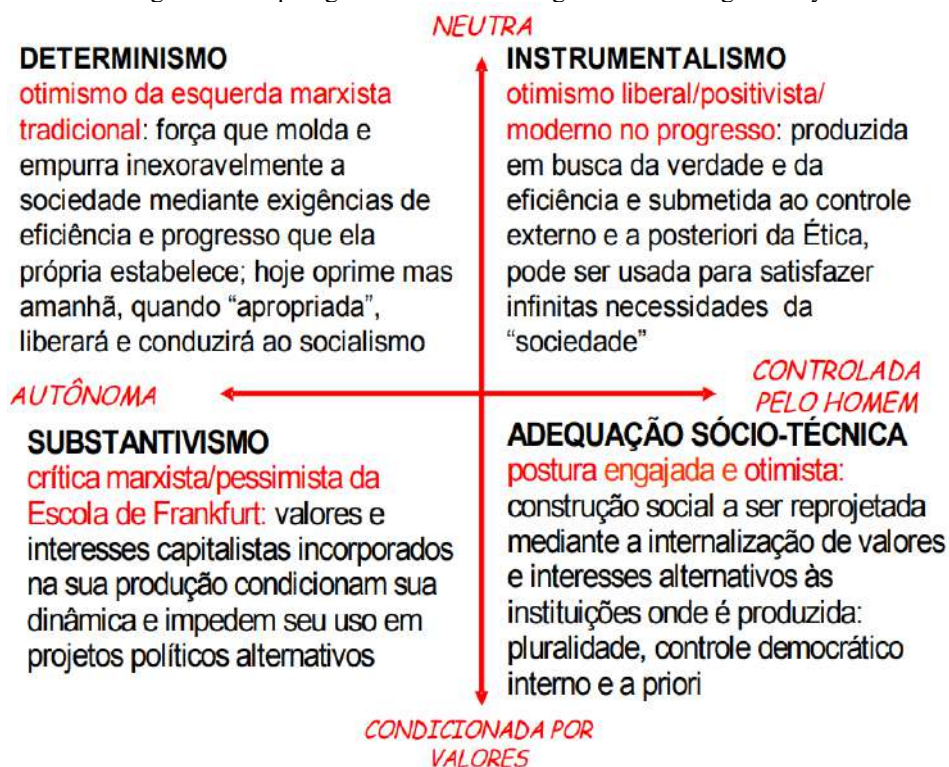 NEUTRA
DETERMINISMO
otimismo da esquerda marxista
tradicional: força que molda e
empurra inexoravelmente a
sociedade mediante exigências de
eficiência e progresso que ela
própria estabelece; hoje oprime mas
amanhã, quando “apropriada”,
liberará e conduzirá ao socialismo
INSTRUMENTALISMO
otimismo liberal/positivista/
moderno no progresso: produzida
em busca da verdade e da
eficiência e submetida ao controle
externo e a posteriori da Ética,
pode ser usada para satisfazer
infinitas necessidades da
“sociedade”
AUTÔNOMA
CONTROLADA
PELO HOMEM
SUBSTANTIVISMO
crítica marxista/pessimista da
Escola de Frankfurt: valores e
interesses capitalistas incorporados
na sua produção condicionam sua
dinâmica e impedem seu uso em
projetos políticos alternativos
ADEQUAÇÃO SÓCIO-TÉCNICA
postura engajada e otimista:
construção social a ser reprojetada
mediante a internalização de valores
e interesses alternativos às
instituições onde é produzida:
pluralidade, controle democrático
interno e a priori
CONDICIONADA POR
VALORES